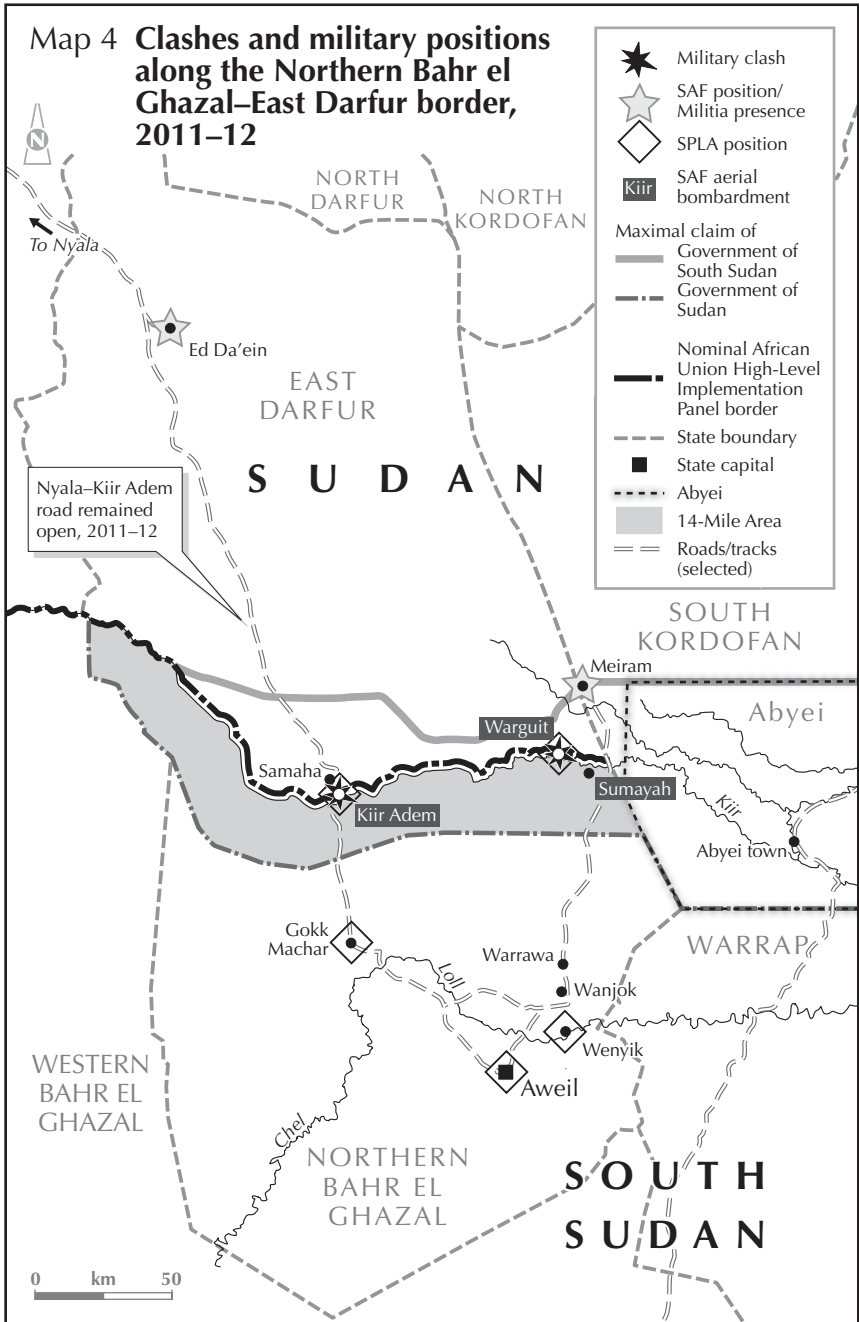 Map 4 Clashes and military positions
along the Northern Bahr el
Ghazal–East Darfur border,
2011–12
N
Military clash
SAF position/
Militia presence
SPLA position
Kiir
SAF aerial
bombardment
Maximal claim of
Government of
South Sudan
Government of
Sudan
Nominal African
Union High-Level
Implementation
Panel border
State boundary
State capital
Abyei
14-Mile Area
Roads/tracks
(selected)
NORTH
DARFUR
NORTH
KORDOFAN
To Nyala
Ed Da’ein
EAST
DARFUR
SUDAN
Nyala–Kiir Adem
road remained
open, 2011–12
SOUTH
KORDOFAN
Meiram
Abyei
Warguit
Samaha
Sumayah
Kiir Adem
Kiir
Abyei town
Gokk
Machar
WARRAP
Warrawa
Loll
Wanjok
Wenyik
WESTERN
BAHR EL
GHAZAL
Aweil
Chel
NORTHERN
BAHR EL
GHAZAL
SOUTH
SUDAN
0 km 50